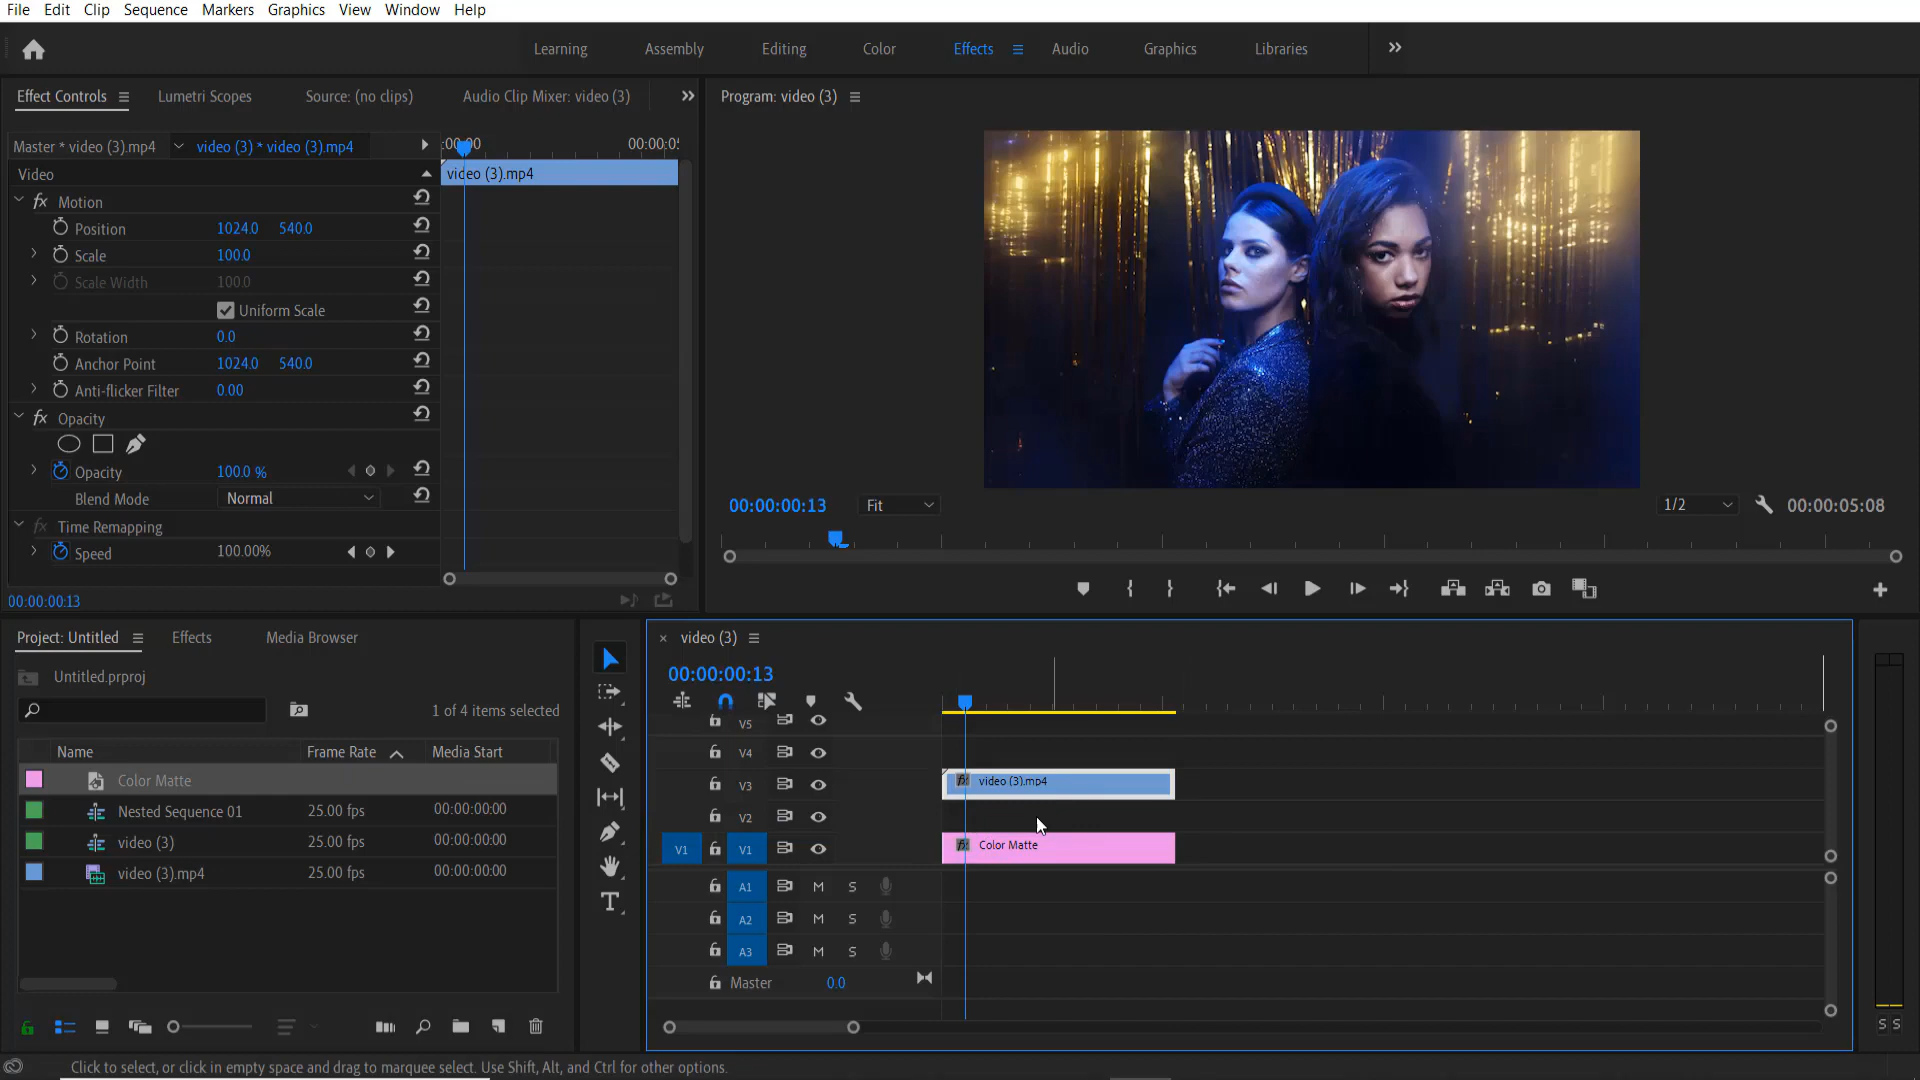 File Edit Clip Sequence Markers Graphics View Window Help
Learning Assembly Editing Color Effects Audio Graphics Libraries
Effect Controls Lumetri Scopes Source: (no clips) Audio Clip Mixer: video (3)
Program: video (3)
Master * video (3).mp4 video (3) * video (3).mp4
:00:00 00:00:05
Video
video (3).mp4
fx Motion
Position 1024.0 540.0
Scale 100.0
Scale Width 100.0
Uniform Scale
Rotation 0.0
Anchor Point 1024.0 540.0
Anti-flicker Filter 0.00
fx Opacity
Opacity 100.0 %
Blend Mode Normal
fx Time Remapping
Speed 100.00%
00:00:00:13
00:00:00:13 Fit 1/2 00:00:05:08
Project: Untitled Effects Media Browser
Untitled.prproj
1 of 4 items selected
Name Frame Rate Media Start
Color Matte
Nested Sequence 01 25.00 fps 00:00:00:00
video (3) 25.00 fps 00:00:00:00
video (3).mp4 25.00 fps 00:00:00:00
T
video (3)
00:00:00:13
V5
V4
V3 fx video (3).mp4
V2
V1 V1 fx Color Matte
A1 M S
A2 M S
A3 M S
Master 0.0
S S
Click to select, or click in empty space and drag to marquee select. Use Shift, Alt, and Ctrl for other options.